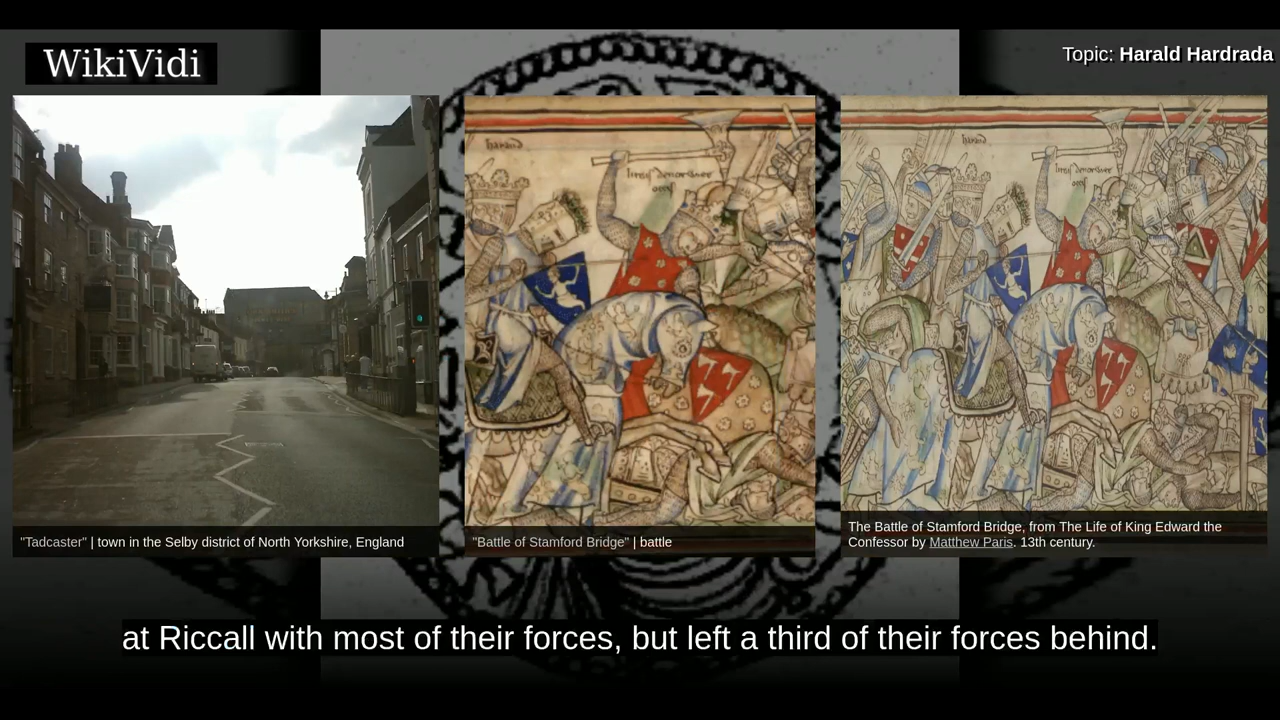 WikiVidi
Topic: Harald Hardrada
"Tadcaster" | town in the Selby district of North Yorkshire, England
"Battle of Stamford Bridge" | battle
The Battle of Stamford Bridge, from The Life of King Edward the
Confessor by Matthew Paris. 13th century.
at Riccall with most of their forces, but left a third of their forces behind.